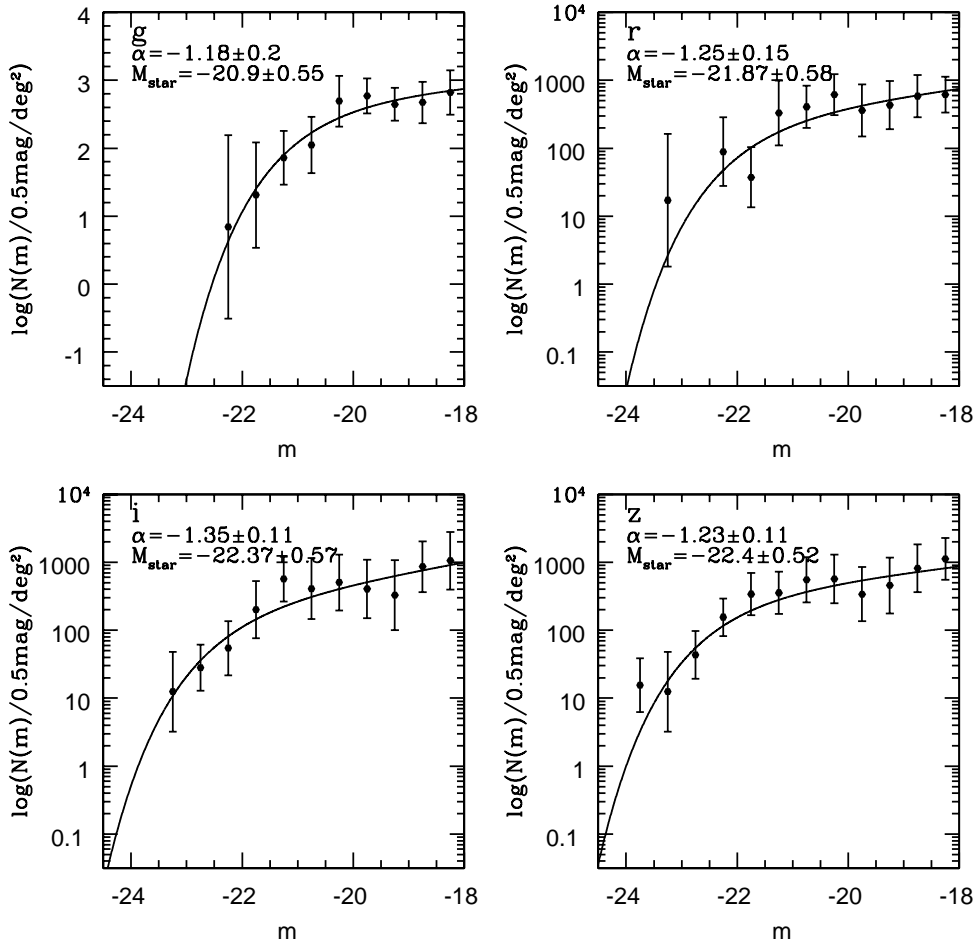 g
α=−1.18±0.2
M_star=−20.9±0.55
3
2
1
0
-1
log(N(m)/0.5mag/deg²)
-24 -22 -20 -18
m
r
α=−1.25±0.15
M_star=−21.87±0.58
10⁴
1000
100
10
1
0.1
log(N(m)/0.5mag/deg²)
-24 -22 -20 -18
m
i
α=−1.35±0.11
M_star=−22.37±0.57
10⁴
1000
100
10
1
0.1
log(N(m)/0.5mag/deg²)
-24 -22 -20 -18
m
z
α=−1.23±0.11
M_star=−22.4±0.52
10⁴
1000
100
10
1
0.1
log(N(m)/0.5mag/deg²)
-24 -22 -20 -18
m